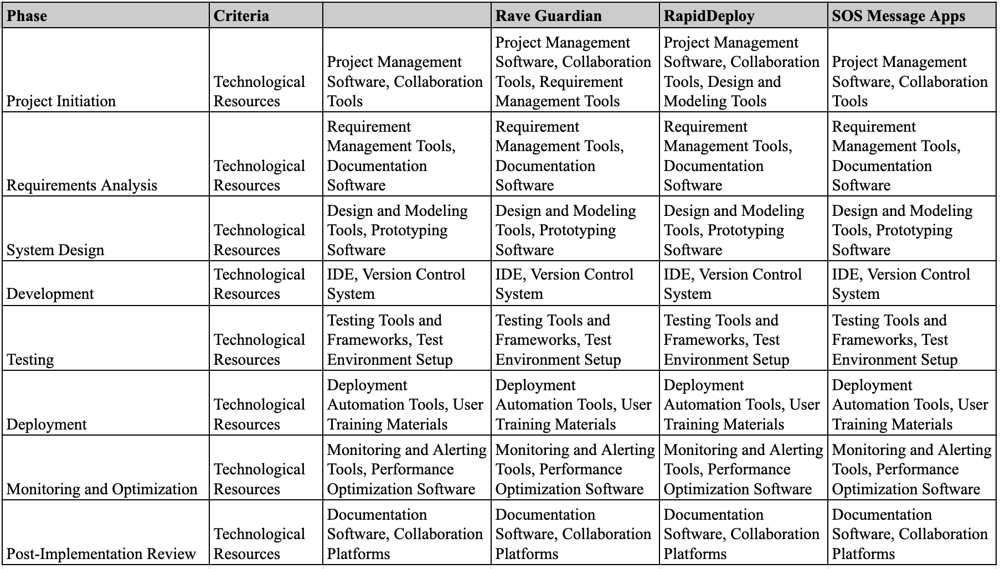 Phase Criteria Rave Guardian RapidDeploy SOS Message Apps
Project Initiation
Technological
Resources
Project Management
Software, Collaboration
Tools
Project Management
Software, Collaboration
Tools, Requirement
Management Tools
Project Management
Software, Collaboration
Tools, Design and
Modeling Tools
Project Management
Software, Collaboration
Tools
Requirements Analysis
Technological
Resources
Requirement
Management Tools,
Documentation
Software
Requirement
Management Tools,
Documentation
Software
Requirement
Management Tools,
Documentation
Software
Requirement
Management Tools,
Documentation
Software
System Design
Technological
Resources
Design and Modeling
Tools, Prototyping
Software
Design and Modeling
Tools, Prototyping
Software
Design and Modeling
Tools, Prototyping
Software
Design and Modeling
Tools, Prototyping
Software
Development
Technological
Resources
IDE, Version Control
System
IDE, Version Control
System
IDE, Version Control
System
IDE, Version Control
System
Testing
Technological
Resources
Testing Tools and
Frameworks, Test
Environment Setup
Testing Tools and
Frameworks, Test
Environment Setup
Testing Tools and
Frameworks, Test
Environment Setup
Testing Tools and
Frameworks, Test
Environment Setup
Deployment
Technological
Resources
Deployment
Automation Tools, User
Training Materials
Deployment
Automation Tools, User
Training Materials
Deployment
Automation Tools, User
Training Materials
Deployment
Automation Tools, User
Training Materials
Monitoring and Optimization
Technological
Resources
Monitoring and Alerting
Tools, Performance
Optimization Software
Monitoring and Alerting
Tools, Performance
Optimization Software
Monitoring and Alerting
Tools, Performance
Optimization Software
Monitoring and Alerting
Tools, Performance
Optimization Software
Post-Implementation Review
Technological
Resources
Documentation
Software, Collaboration
Platforms
Documentation
Software, Collaboration
Platforms
Documentation
Software, Collaboration
Platforms
Documentation
Software, Collaboration
Platforms